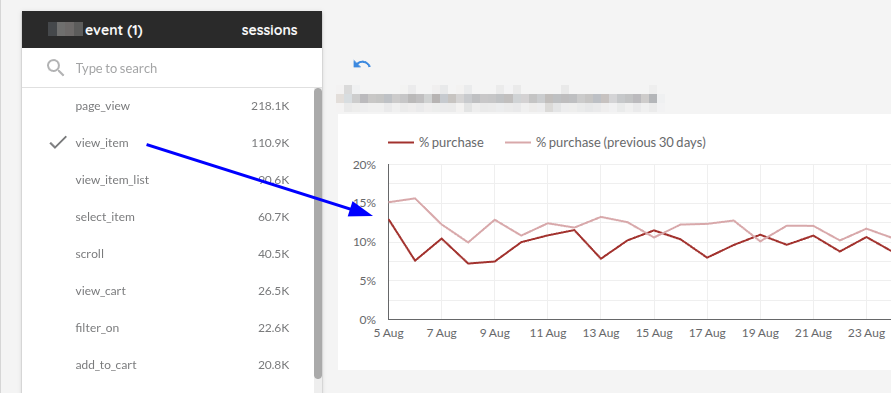 event (1) sessions
Type to search
page_view 218.1K
view_item 110.9K
view_item_list 90.6K
select_item 60.7K
scroll 40.5K
view_cart 26.5K
filter_on 22.6K
add_to_cart 20.8K
% purchase % purchase (previous 30 days)
20%
15%
10%
5%
0%
5 Aug 7 Aug 9 Aug 11 Aug 13 Aug 15 Aug 17 Aug 19 Aug 21 Aug 23 Aug